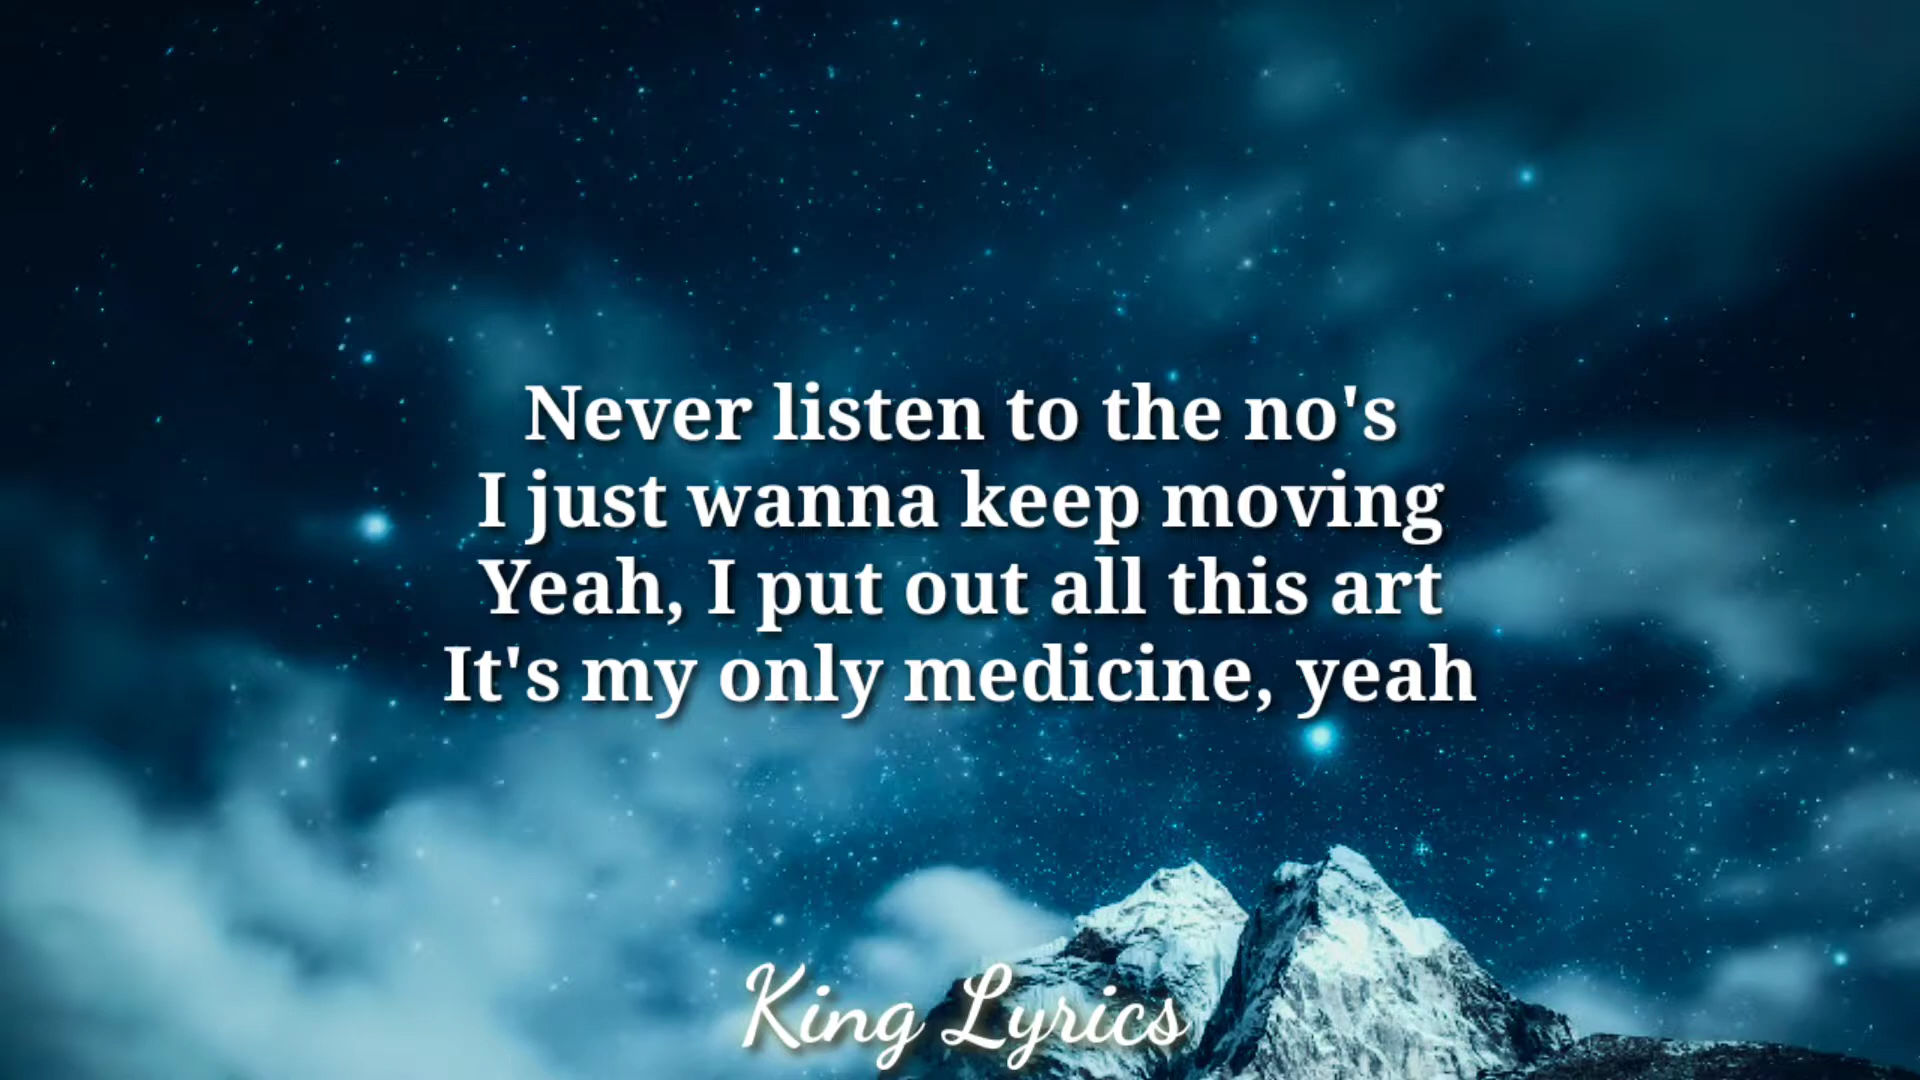 Never listen to the no's
I just wanna keep moving
Yeah, I put out all this art
It's my only medicine, yeah
King Lyrics